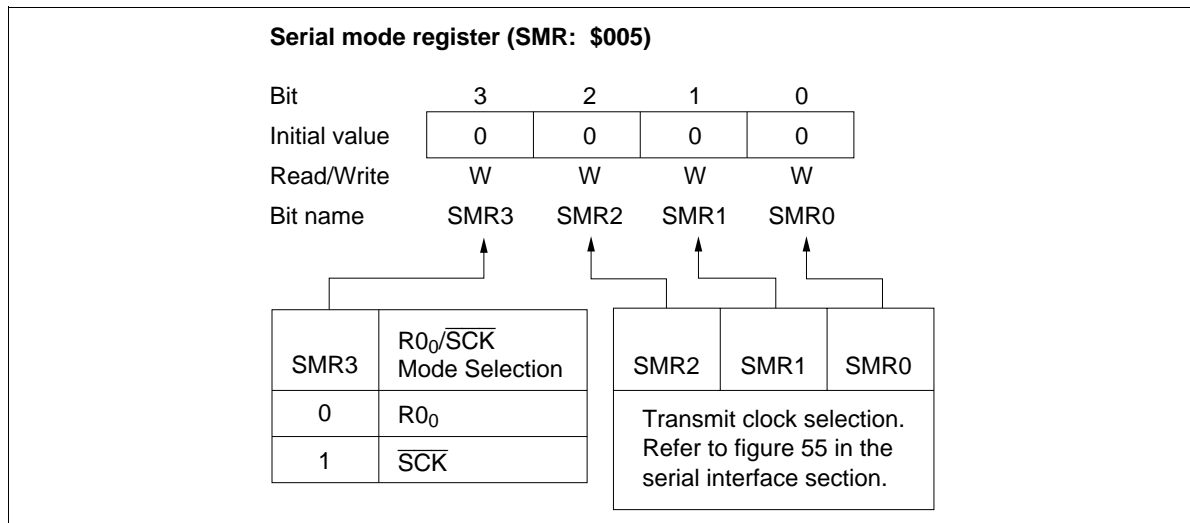 Serial mode register (SMR: $005)
Bit 3 2 1 0
Initial value 0 0 0 0
Read/Write W W W W
Bit name SMR3 SMR2 SMR1 SMR0
SMR3 R0₀/S̅C̅K̅ Mode Selection
0 R0₀
1 S̅C̅K̅
SMR2 SMR1 SMR0
Transmit clock selection.
Refer to figure 55 in the
serial interface section.